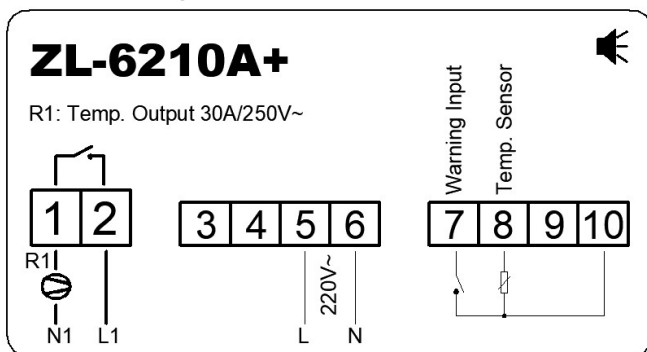 ZL-6210A+
R1: Temp. Output 30A/250V~
Warning Input
Temp. Sensor
1 2
3 4 5 6
7 8 9 10
R1
220V~
N1 L1
L N